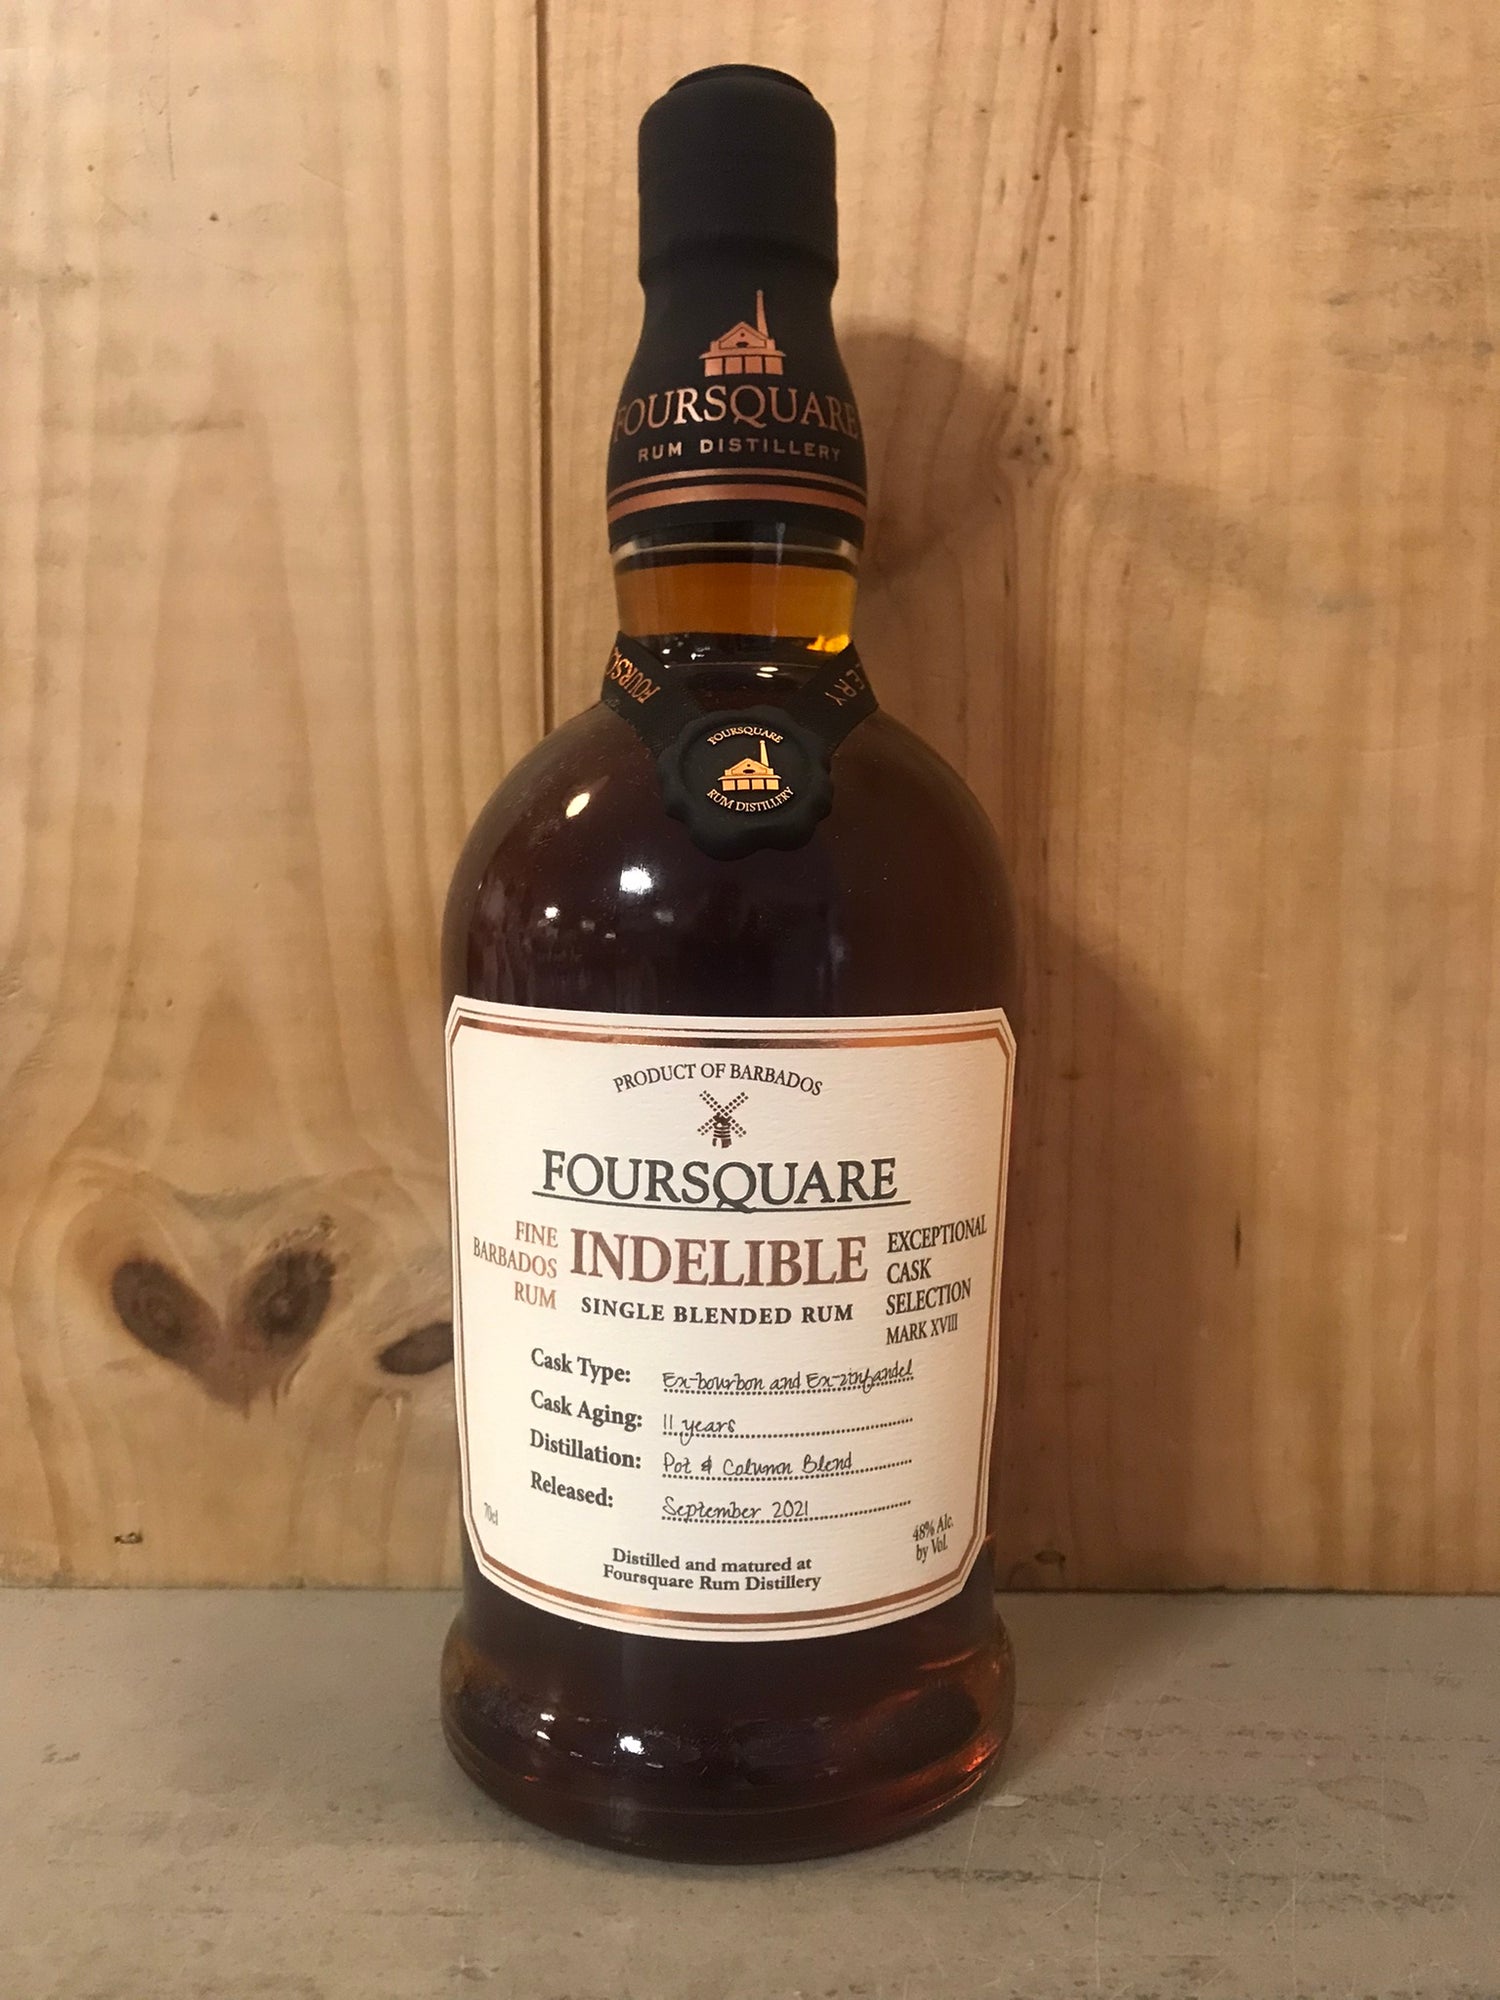 FOURSQUARE
RUM DISTILLERY
FOURSQUARE
RUM DISTILLERY
PRODUCT OF BARBADOS
FOURSQUARE
FINE
BARBADOS
RUM
INDELIBLE
SINGLE BLENDED RUM
EXCEPTIONAL
CASK
SELECTION
MARK XVIII
Cask Type: Ex-bourbon and Ex-zinfandel
Cask Aging: 11 years
Distillation: Pot & Column Blend
Released: September 2021
70cl
48% Alc.
by Vol.
Distilled and matured at
Foursquare Rum Distillery